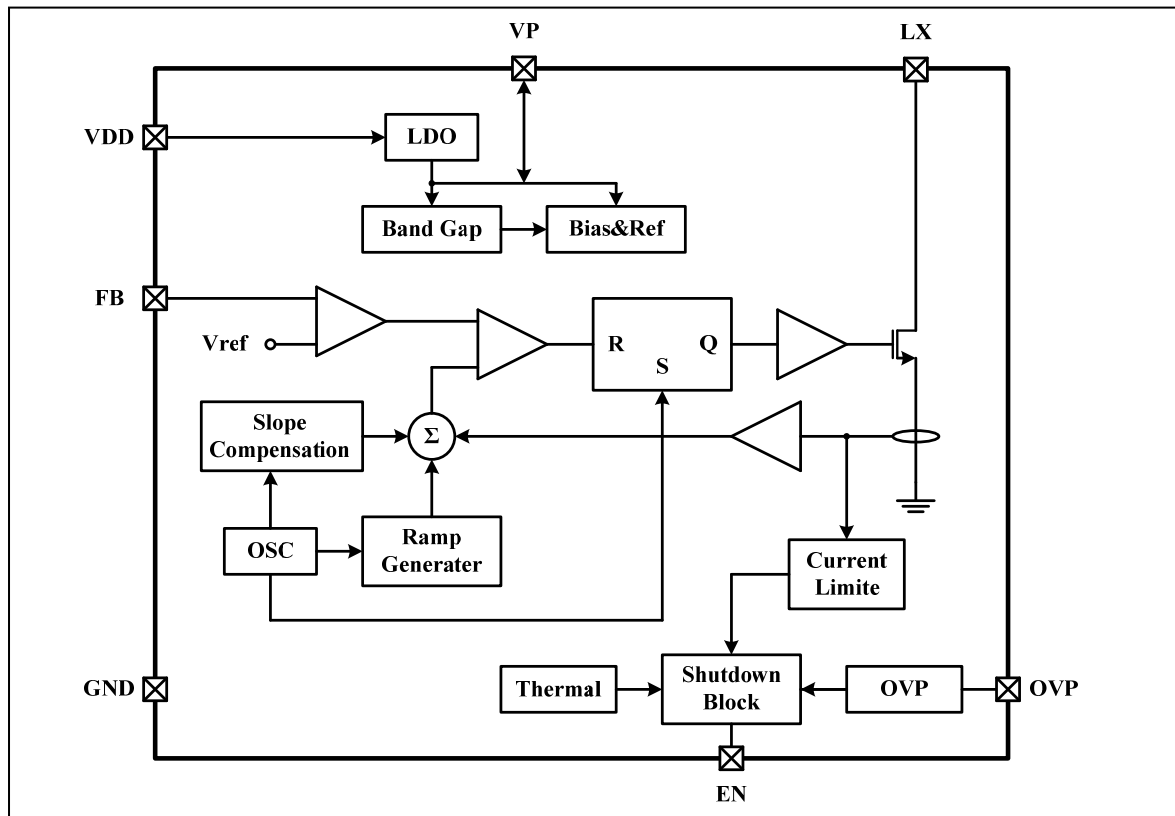 VP
LX
VDD
LDO
Band Gap
Bias&Ref
FB
Vref
R
Q
S
Slope
Compensation
Σ
OSC
Ramp
Generater
Current
Limite
GND
Thermal
Shutdown
Block
OVP
OVP
EN